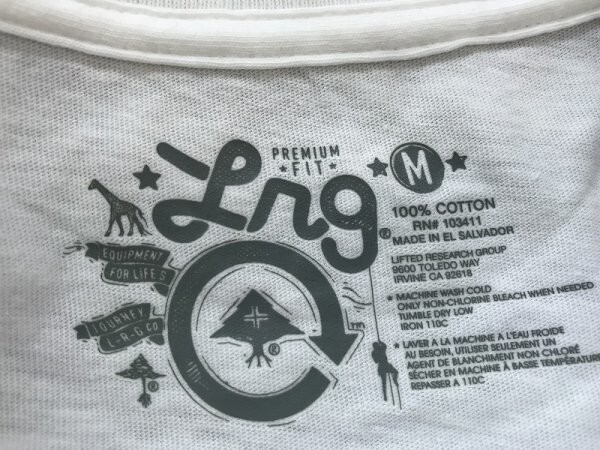 PREMIUM
FIT
Lrg®
M
EQUIPMENT
FOR LIFE'S
JOURNEY
L-R-G CO
®
®
100% COTTON
RN# 103411
MADE IN EL SALVADOR
LIFTED RESEARCH GROUP
9600 TOLEDO WAY
IRVINE CA 92618
* MACHINE WASH COLD
ONLY NON-CHLORINE BLEACH WHEN NEEDED
TUMBLE DRY LOW
IRON 110C
* LAVER À LA MACHINE A L'EAU FROIDE
AU BESOIN, UTILISER SEULEMENT UN
AGENT DE BLANCHIMENT NON CHLORÉ
SÉCHER EN MACHINE À BASSE TEMPÉRATURE
REPASSER A 110C